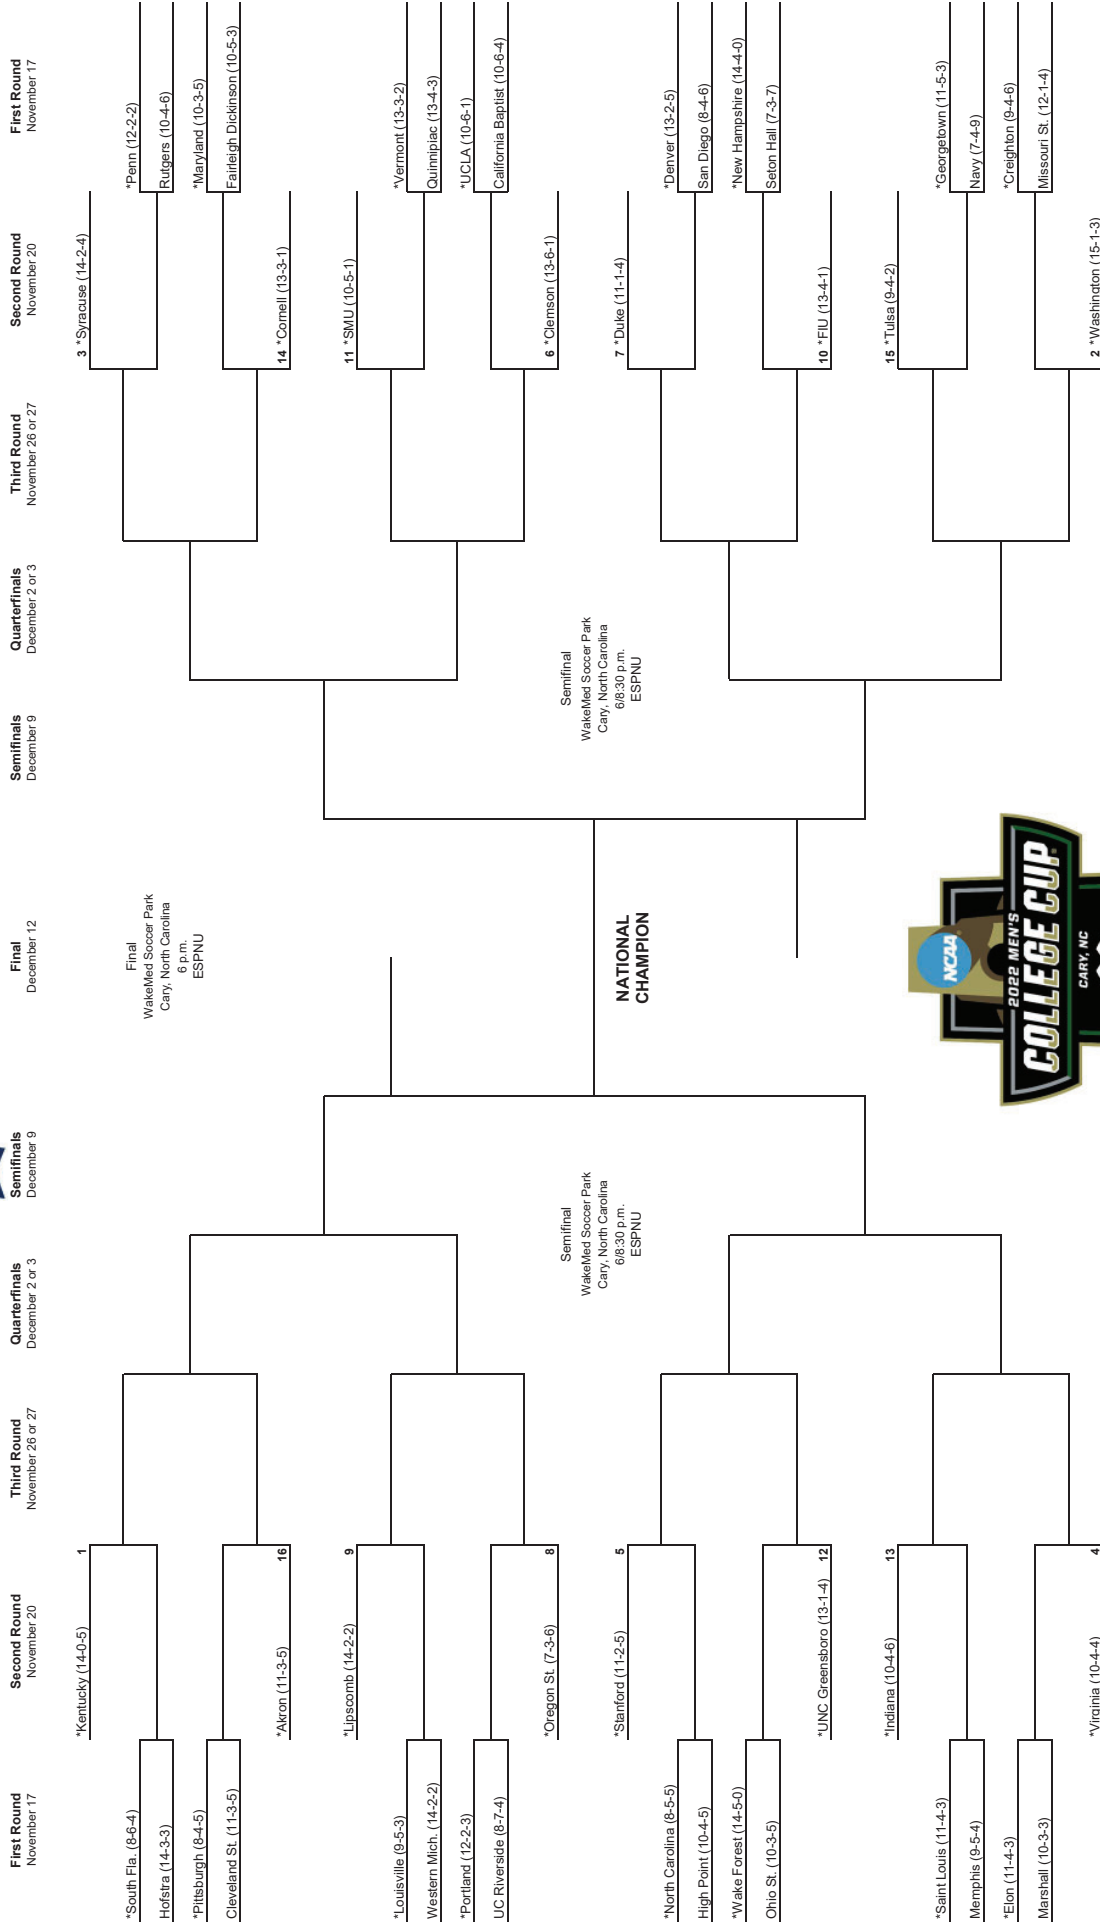 First Round
November 17
Second Round
November 20
Third Round
November 26 or 27
Quarterfinals
December 2 or 3
Semifinals
December 9
Final
December 12
Semifinals
December 9
Quarterfinals
December 2 or 3
Third Round
November 26 or 27
Second Round
November 20
First Round
November 17
*Kentucky (14-0-5)
1
*South Fla. (8-6-4)
Hofstra (14-3-3)
*Pittsburgh (8-4-5)
Cleveland St. (11-3-5)
*Akron (11-3-5)
16
*Lipscomb (14-2-2)
9
*Louisville (9-5-3)
Western Mich. (14-2-2)
*Portland (12-2-3)
UC Riverside (8-7-4)
*Oregon St. (7-3-6)
8
*Stanford (11-2-5)
5
*North Carolina (8-5-5)
High Point (10-4-5)
*Wake Forest (14-5-0)
Ohio St. (10-3-5)
*UNC Greensboro (13-1-4)
12
*Indiana (10-4-6)
13
*Saint Louis (11-4-3)
Memphis (9-5-4)
*Elon (11-4-3)
Marshall (10-3-3)
*Virginia (10-4-4)
4
Semifinal
WakeMed Soccer Park
Cary, North Carolina
6/8:30 p.m.
ESPNU
Final
WakeMed Soccer Park
Cary, North Carolina
6 p.m.
ESPNU
NATIONAL
CHAMPION
NCAA
2022 MEN'S
COLLEGE CUP
CARY, NC
Semifinal
WakeMed Soccer Park
Cary, North Carolina
6/8:30 p.m.
ESPNU
3 *Syracuse (14-2-4)
*Penn (12-2-2)
Rutgers (10-4-6)
*Maryland (10-3-5)
Fairleigh Dickinson (10-5-3)
14 *Cornell (13-3-1)
11 *SMU (10-5-1)
*Vermont (13-3-2)
Quinnipiac (13-4-3)
*UCLA (10-6-1)
California Baptist (10-6-4)
6 *Clemson (13-6-1)
7 *Duke (11-1-4)
*Denver (13-2-5)
San Diego (8-4-6)
*New Hampshire (14-4-0)
Seton Hall (7-3-7)
10 *FIU (13-4-1)
15 *Tulsa (9-4-2)
*Georgetown (11-5-3)
Navy (7-4-9)
*Creighton (9-4-6)
Missouri St. (12-1-4)
2 *Washington (15-1-3)